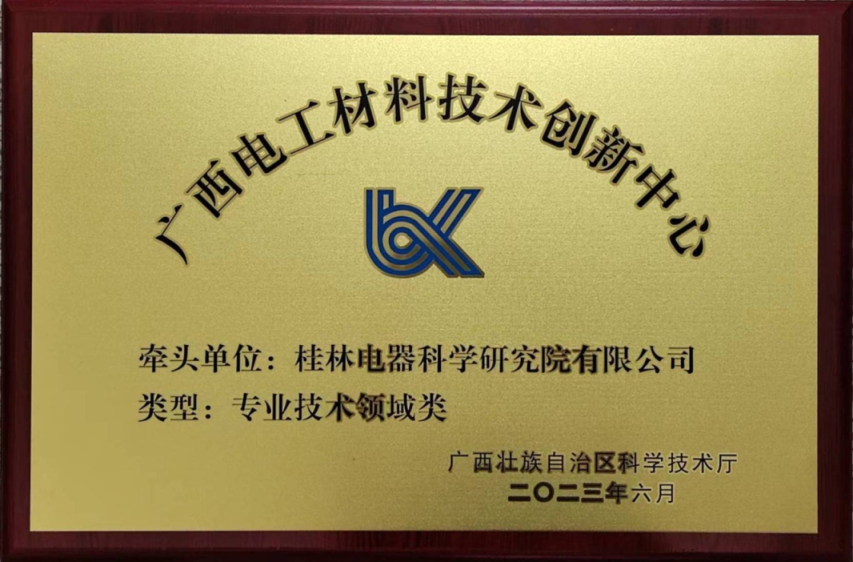 广西电工材料技术创新中心
牵头单位：桂林电器科学研究院有限公司
类型：专业技术领域类
广西壮族自治区科学技术厅
二〇二三年六月